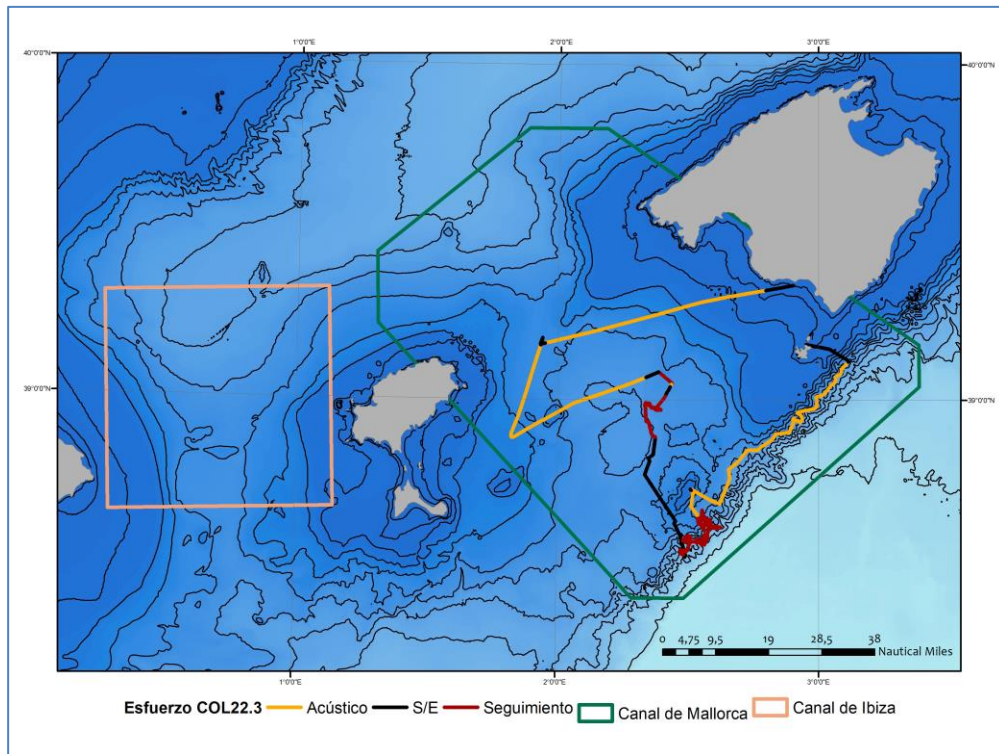 1°0'0"E 2°0'0"E 3°0'0"E
40°0'0"N 40°0'0"N
39°0'0"N 39°0'0"N
0 4,75 9,5 19 28,5 38
Nautical Miles
1°0'0"E 2°0'0"E 3°0'0"E
Esfuerzo COL22.3 Acústico S/E Seguimiento Canal de Mallorca Canal de Ibiza